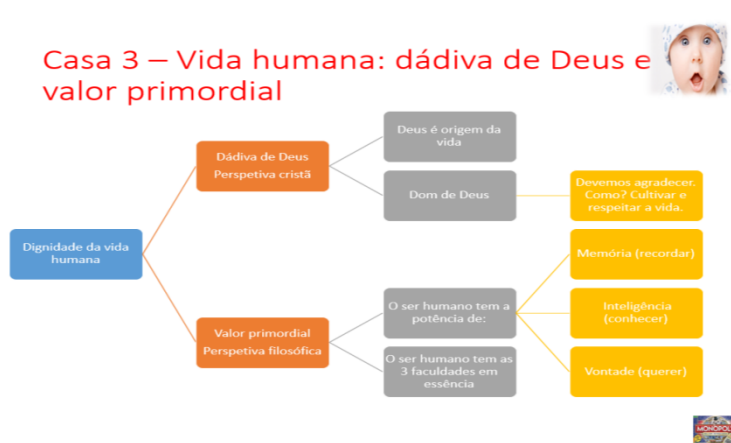 Casa 3 – Vida humana: dádiva de Deus e
valor primordial
Dignidade da vida
humana
Dádiva de Deus
Perspetiva cristã
Deus é origem da
vida
Dom de Deus
Devemos agradecer.
Como? Cultivar e
respeitar a vida.
Valor primordial
Perspetiva filosófica
O ser humano tem a
potência de:
Memória (recordar)
Inteligência
(conhecer)
Vontade (querer)
O ser humano tem as
3 faculdades em
essência
MONOPOL